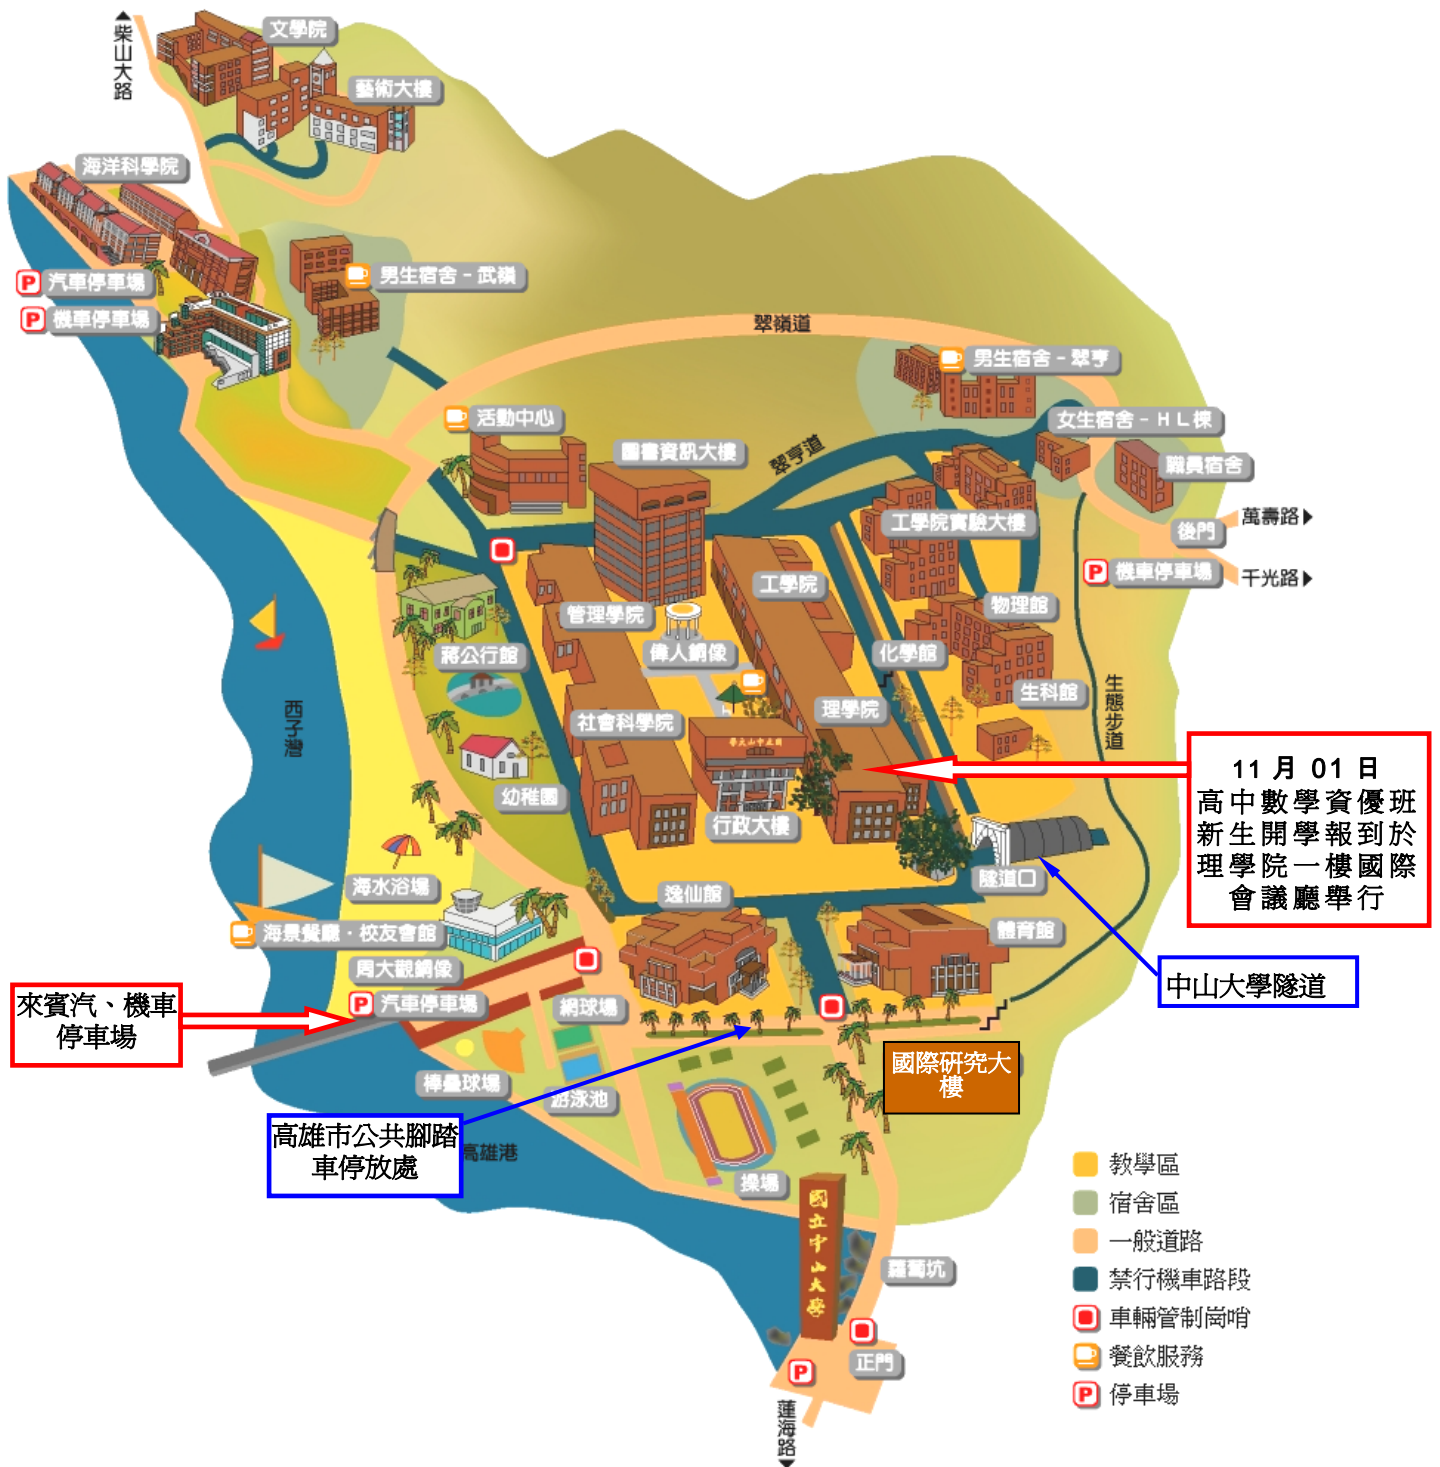 柴山大路
文學院
藝術大樓
海洋科學院
汽車停車場
機車停車場
男生宿舍-武嶺
翠嶺道
男生宿舍-翠亨
活動中心
女生宿舍-HL棟
圖書資訊大樓
翠亨道
職員宿舍
工學院實驗大樓
後門
萬壽路
機車停車場
千光路
工學院
管理學院
物理館
蔣公行館
偉人銅像
化學館
西子灣
社會科學院
理學院
生科館
生態步道
國立中山大學
11 月 01 日
高中數學資優班
新生開學報到於
理學院一樓國際
會議廳舉行
幼稚園
行政大樓
海水浴場
逸仙館
隧道口
海景餐廳・校友會館
體育館
周大觀銅像
中山大學隧道
來賓汽、機車
停車場
汽車停車場
網球場
國際研究大
樓
棒壘球場
游泳池
高雄市公共腳踏
車停放處
高雄港
操場
國立中山大學
蘿蔔坑
正門
蓮海路
教學區
宿舍區
一般道路
禁行機車路段
車輛管制崗哨
餐飲服務
P 停車場